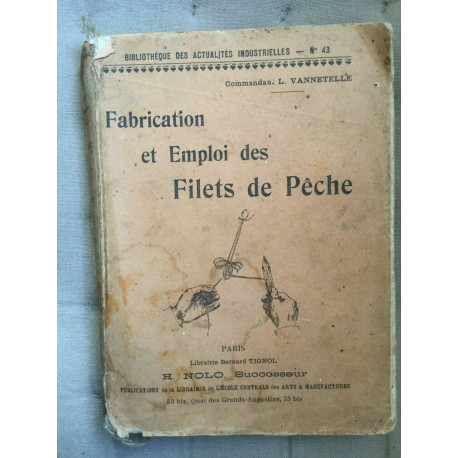 BIBLIOTHÈQUE DES ACTUALITÉS INDUSTRIELLES — N° 43
Commandant L. VANNETELLE
Fabrication
et Emploi des
Filets de Pêche
PARIS
Librairie Bernard TIGNOL
H. NOLO, Successeur
PUBLICATIONS de la LIBRAIRIE de L'ECOLE CENTRALE des ARTS & MANUFACTURES
53 bis, Quai des Grands-Augustins, 53 bis